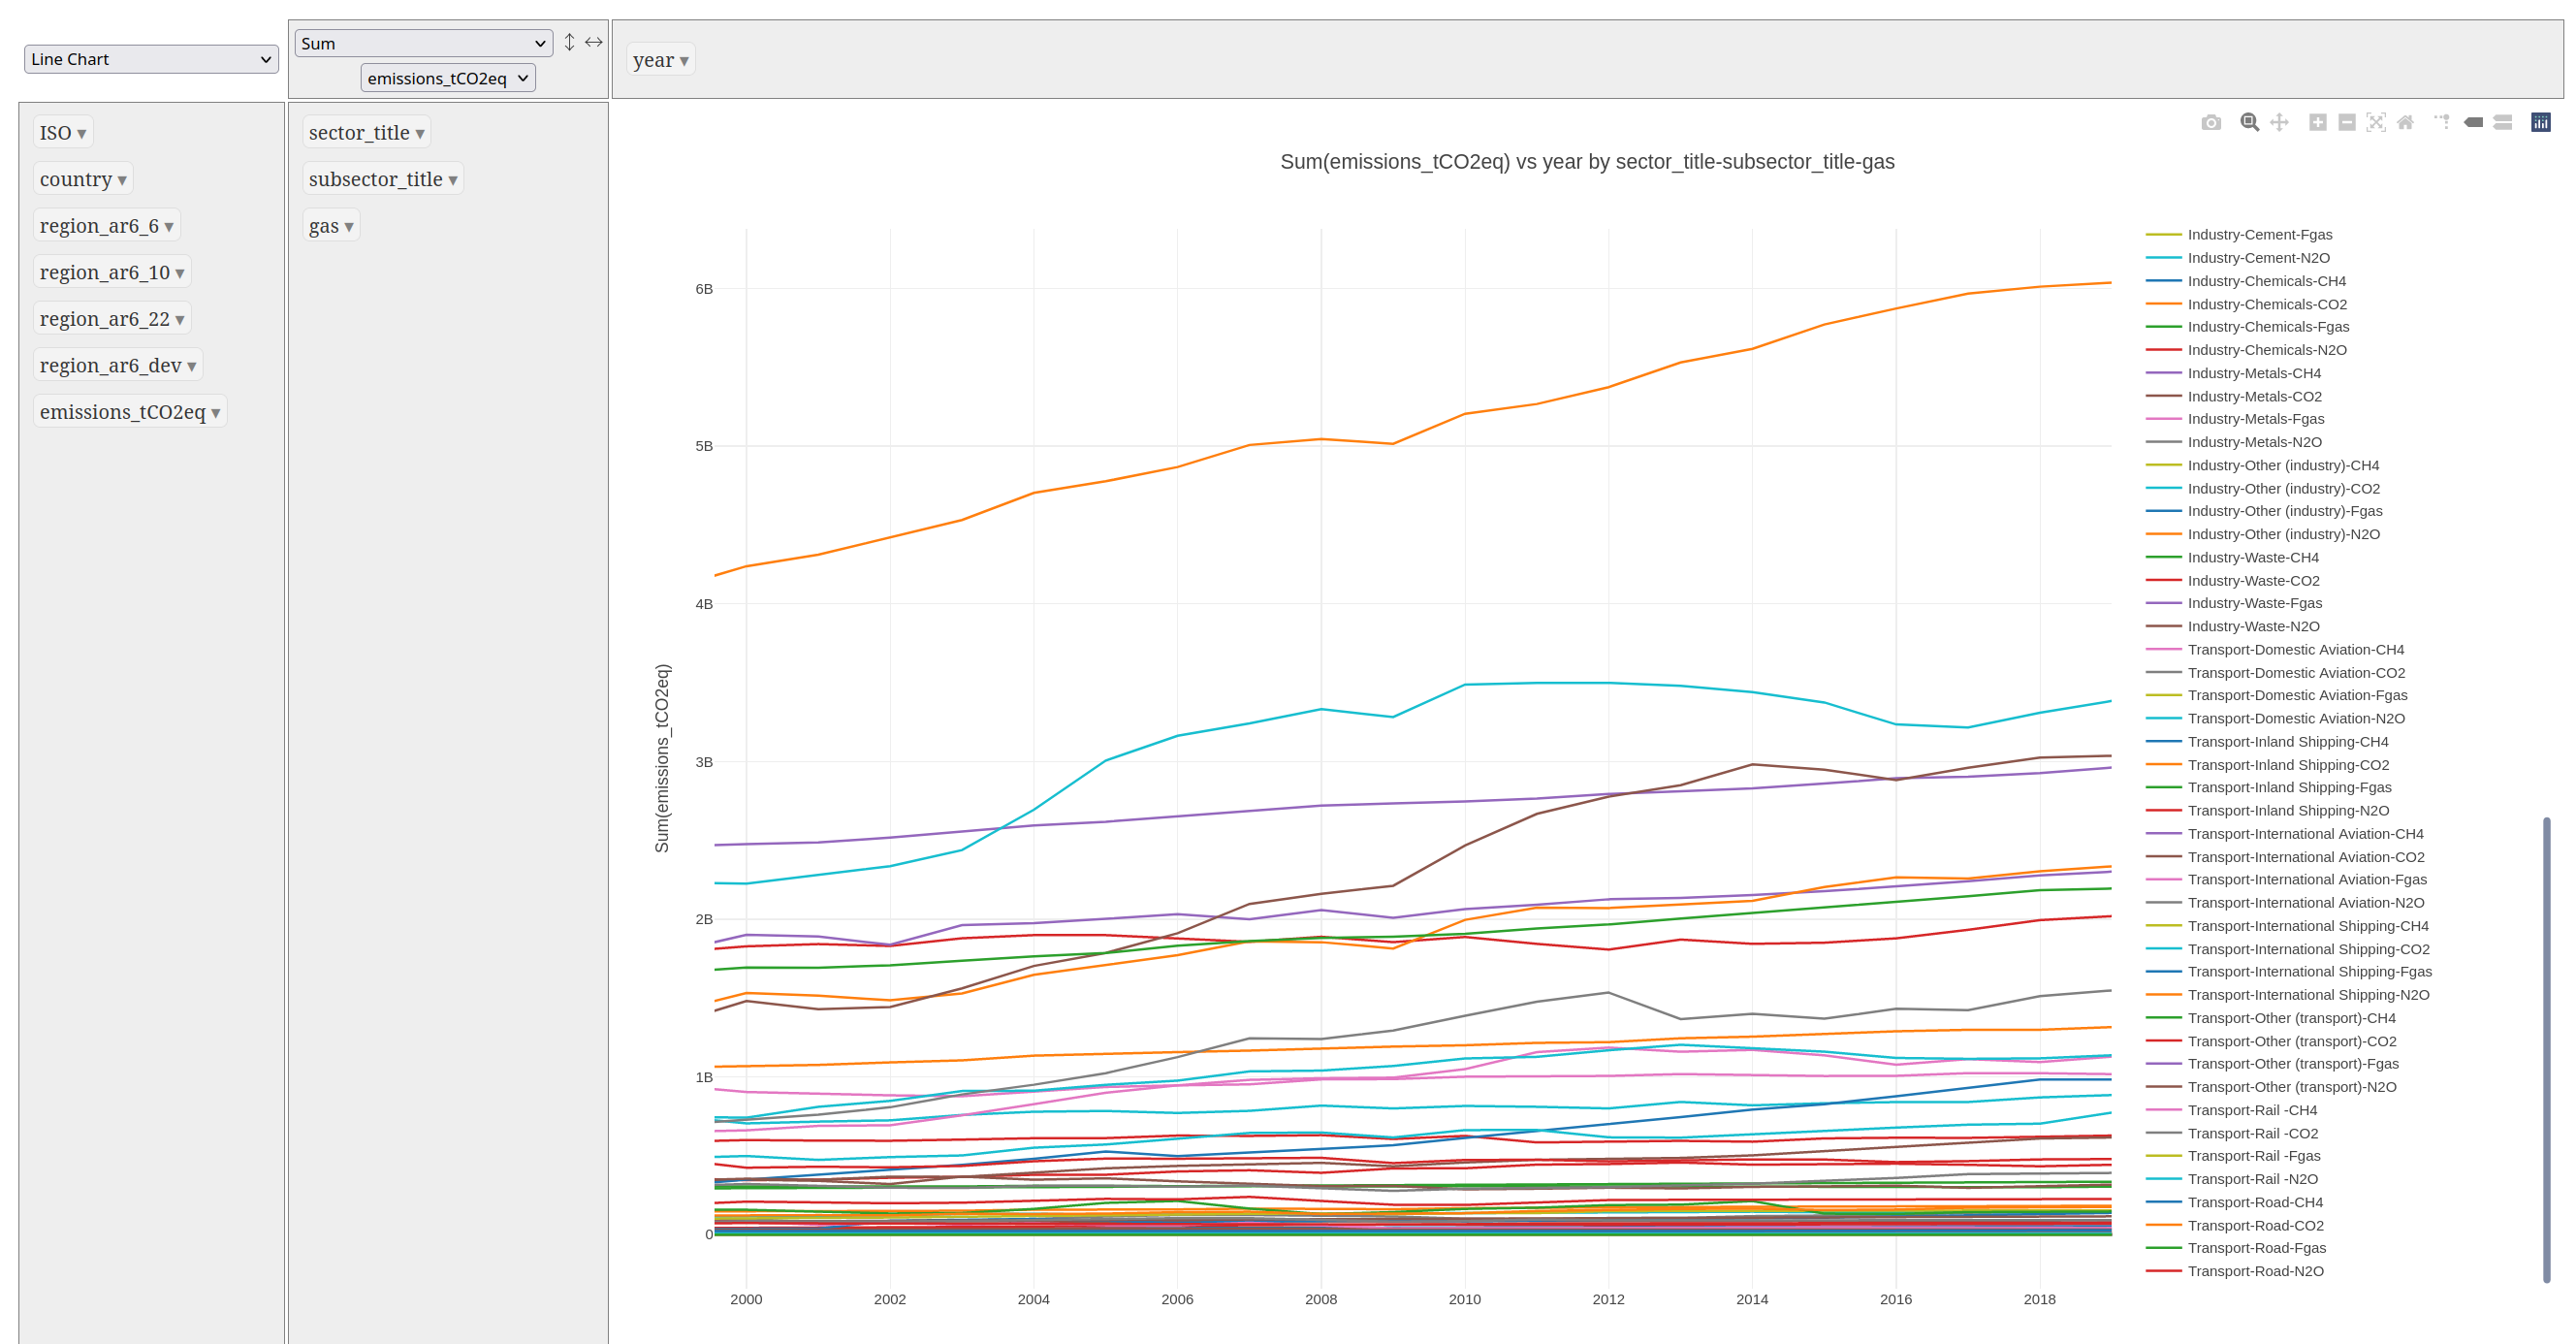 Line Chart
Sum
emissions_tCO2eq
year
ISO
country
region_ar6_6
region_ar6_10
region_ar6_22
region_ar6_dev
emissions_tCO2eq
sector_title
subsector_title
gas
Sum(emissions_tCO2eq) vs year by sector_title-subsector_title-gas
Sum(emissions_tCO2eq)
6B
5B
4B
3B
2B
1B
0
2000
2002
2004
2006
2008
2010
2012
2014
2016
2018
Industry-Cement-Fgas
Industry-Cement-N2O
Industry-Chemicals-CH4
Industry-Chemicals-CO2
Industry-Chemicals-Fgas
Industry-Chemicals-N2O
Industry-Metals-CH4
Industry-Metals-CO2
Industry-Metals-Fgas
Industry-Metals-N2O
Industry-Other (industry)-CH4
Industry-Other (industry)-CO2
Industry-Other (industry)-Fgas
Industry-Other (industry)-N2O
Industry-Waste-CH4
Industry-Waste-CO2
Industry-Waste-Fgas
Industry-Waste-N2O
Transport-Domestic Aviation-CH4
Transport-Domestic Aviation-CO2
Transport-Domestic Aviation-Fgas
Transport-Domestic Aviation-N2O
Transport-Inland Shipping-CH4
Transport-Inland Shipping-CO2
Transport-Inland Shipping-Fgas
Transport-Inland Shipping-N2O
Transport-International Aviation-CH4
Transport-International Aviation-CO2
Transport-International Aviation-Fgas
Transport-International Aviation-N2O
Transport-International Shipping-CH4
Transport-International Shipping-CO2
Transport-International Shipping-Fgas
Transport-International Shipping-N2O
Transport-Other (transport)-CH4
Transport-Other (transport)-CO2
Transport-Other (transport)-Fgas
Transport-Other (transport)-N2O
Transport-Rail -CH4
Transport-Rail -CO2
Transport-Rail -Fgas
Transport-Rail -N2O
Transport-Road-CH4
Transport-Road-CO2
Transport-Road-Fgas
Transport-Road-N2O